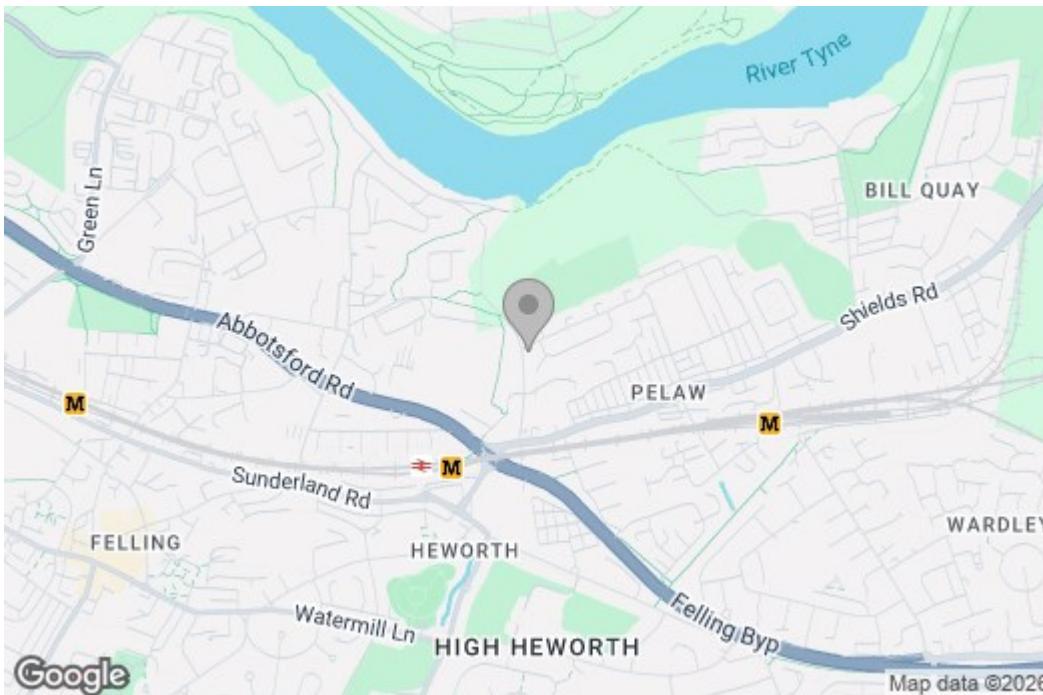 River Tyne
BILL QUAY
Green Ln
Shields Rd
Abbotsford Rd
PELAW
M
M
M
Sunderland Rd
WARDLEY
FELLING
HEWORTH
Felling Byp
Watermill Ln
HIGH HEWORTH
Google
Map data ©2026